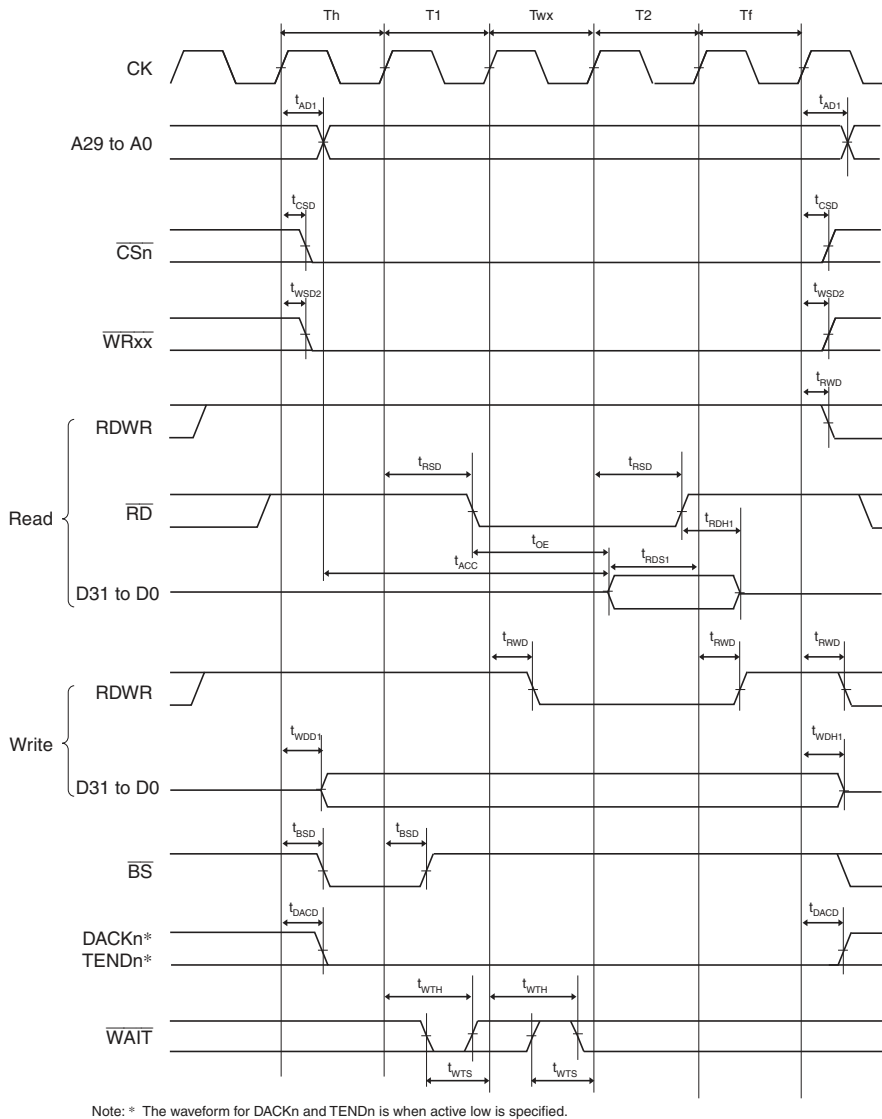 Th T1 Twx T2 Tf
CK
tAD1 tAD1
A29 to A0
tCSD tCSD
CSn
tWSD2 tWSD2
WRxx
tRWD
RDWR
tRSD tRSD
Read
RD
tRDH1
tOE
tACC tRDS1
D31 to D0
tRWD tRWD tRWD
RDWR
Write
tWDD1 tWDH1
D31 to D0
tBSD tBSD
BS
tDACD tDACD
DACKn*
TENDn*
tWTH tWTH
WAIT
tWTS tWTS
Note: * The waveform for DACKn and TENDn is when active low is specified.